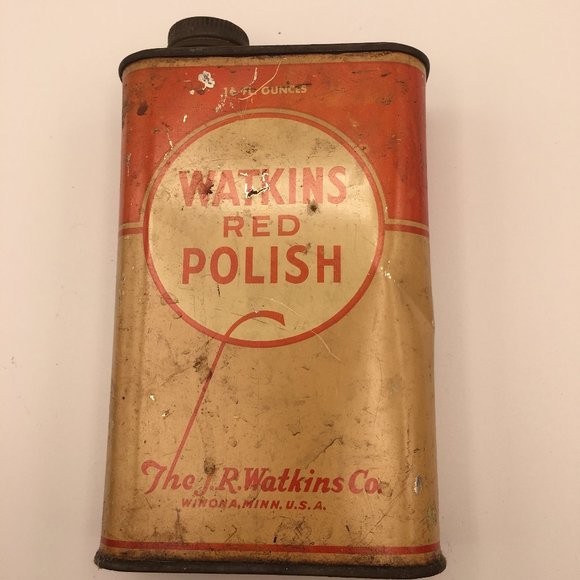 16 FL. OUNCES
WATKINS
RED
POLISH
The J.R. Watkins Co.
WINONA, MINN. U.S.A.